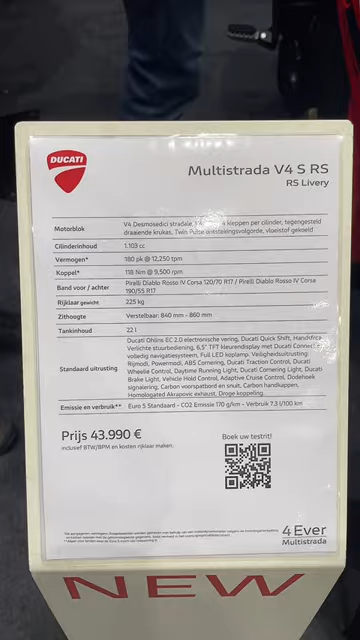 DUCATI
Multistrada V4 S RS
RS Livery
Motorblok
V4 Desmosedici stradale, kleppen per cilinder, tegengesteld
draaiende krukas, Twin Pulse ontstekingsvolgorde, vloeistof gekoeld
Cilinderinhoud 1.103 cc
Vermogen* 180 pk @ 12,250 tpm
Koppel* 118 Nm @ 9,500 rpm
Band voor / achter
Pirelli Diablo Rosso IV Corsa 120/70 R17 / Pirelli Diablo Rosso IV Corsa
190/55 R17
Rijklaar gewicht 225 kg
Zithoogte Verstelbaar: 840 mm - 860 mm
Tankinhoud 22 l
Standaard uitrusting
Ducati Öhlins EC 2.0 electronische vering, Ducati Quick Shift, Handsfree,
Verlichte stuurbediening, 6,5" TFT kleurendisplay met Ducati Connect e
volledig navigatiesysteem, Full LED koplamp, Veiligheidsuitrusting:
Rijmodi, Powermodi, ABS Cornering, Ducati Traction Control, Ducati
Wheelie Control, Daytime Running Light, Ducati Cornering Light, Ducati
Brake Light, Vehicle Hold Control, Adaptive Cruise Control, Dodehoek
signalering, Carbon voorspatbord en snuit, Carbon handkappen,
Homologated Akrapovic exhaust, Droge koppeling.
Emissie en verbruik** Euro 5 Standaard - CO2 Emissie 170 g/km - Verbruik 7.3 l/100 km
Prijs 43.990 €
inclusief BTW/BPM en kosten rijklaar maken.
Boek uw testrit!
4 Ever
Multistrada
NEW